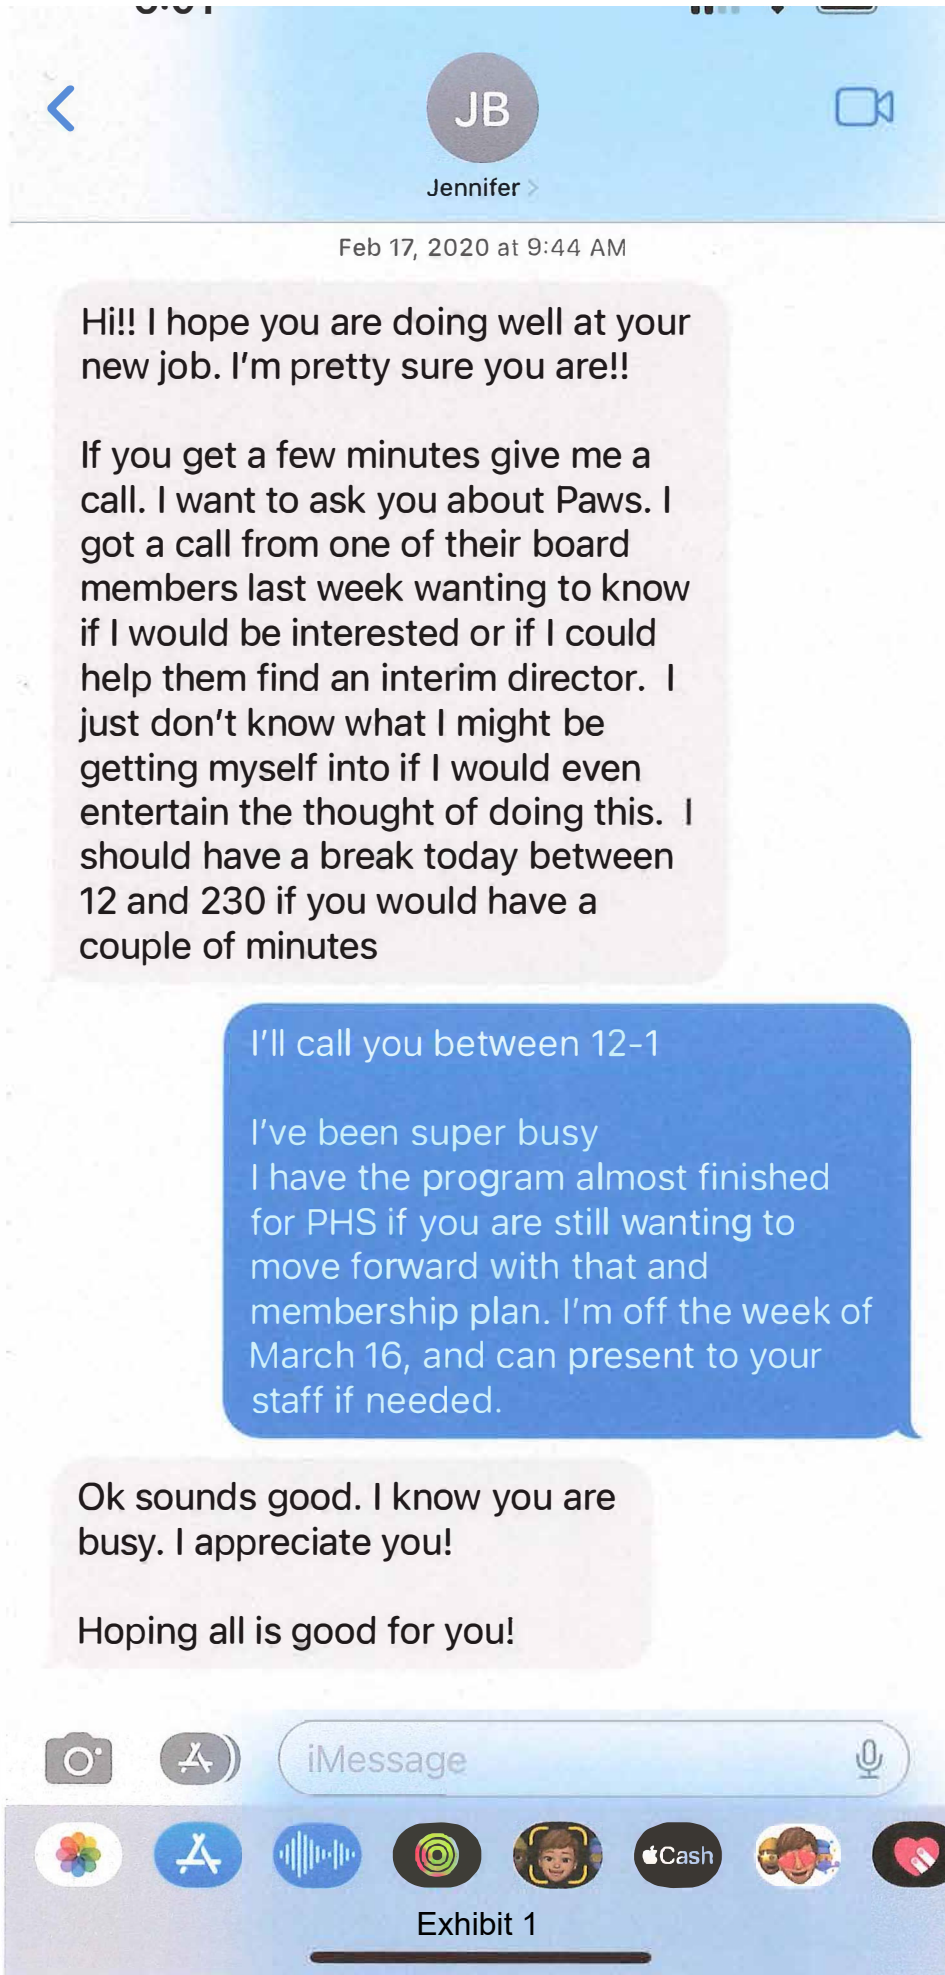 JB
Jennifer >
Feb 17, 2020 at 9:44 AM
Hi!! I hope you are doing well at your
new job. I'm pretty sure you are!!
If you get a few minutes give me a
call. I want to ask you about Paws. I
got a call from one of their board
members last week wanting to know
if I would be interested or if I could
help them find an interim director.  I
just don't know what I might be
getting myself into if I would even
entertain the thought of doing this.  I
should have a break today between
12 and 230 if you would have a
couple of minutes
I'll call you between 12-1
I've been super busy
I have the program almost finished
for PHS if you are still wanting to
move forward with that and
membership plan. I'm off the week of
March 16, and can present to your
staff if needed.
Ok sounds good. I know you are
busy. I appreciate you!
Hoping all is good for you!
iMessage
Cash
Exhibit 1